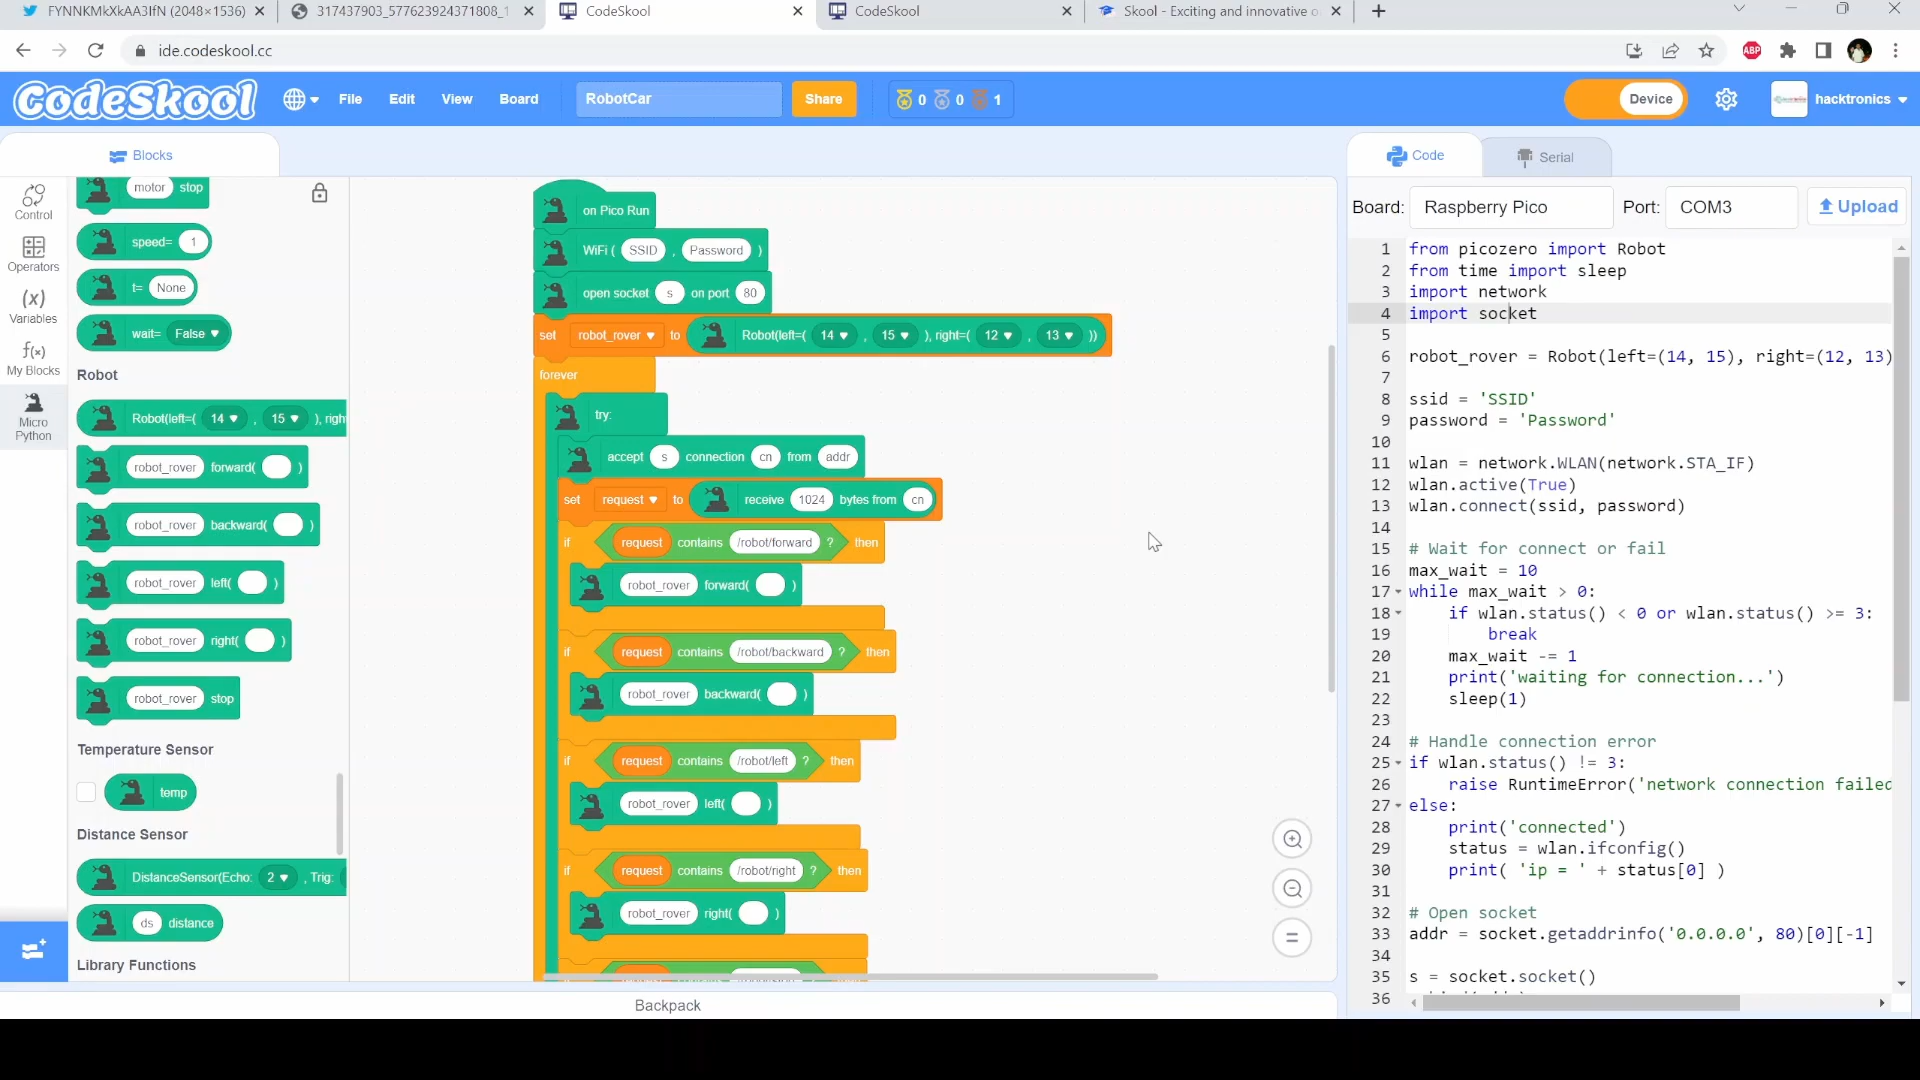 FYNNKMkXkAA3IfN (2048×1536)
317437903_577623924371808_1
CodeSkool
CodeSkool
Skool - Exciting and innovative o
ide.codeskool.cc
ABP
CodeSkool
File
Edit
View
Board
RobotCar
Share
0
0
1
Device
hacktronics
Blocks
Control
Operators
(x)
Variables
f(x)
My Blocks
Micro
Python
motor stop
speed= 1
t= None
wait= False
Robot
Robot(left=( 14 , 15 ), righ
robot_rover forward( )
robot_rover backward( )
robot_rover left( )
robot_rover right( )
robot_rover stop
Temperature Sensor
temp
Distance Sensor
DistanceSensor(Echo: 2 , Trig:
ds distance
Library Functions
on Pico Run
WiFi ( SSID , Password )
open socket s on port 80
set robot_rover to Robot(left=( 14 , 15 ), right=( 12 , 13 ))
forever
try:
accept s connection cn from addr
set request to receive 1024 bytes from cn
if request contains /robot/forward ? then
robot_rover forward( )
if request contains /robot/backward ? then
robot_rover backward( )
if request contains /robot/left ? then
robot_rover left( )
if request contains /robot/right ? then
robot_rover right( )
Backpack
Code
Serial
Board: Raspberry Pico Port: COM3 Upload
1 from picozero import Robot
2 from time import sleep
3 import network
4 import socket
5
6 robot_rover = Robot(left=(14, 15), right=(12, 13)
7
8 ssid = 'SSID'
9 password = 'Password'
10
11 wlan = network.WLAN(network.STA_IF)
12 wlan.active(True)
13 wlan.connect(ssid, password)
14
15 # Wait for connect or fail
16 max_wait = 10
17 while max_wait > 0:
18 if wlan.status() < 0 or wlan.status() >= 3:
19 break
20 max_wait -= 1
21 print('waiting for connection...')
22 sleep(1)
23
24 # Handle connection error
25 if wlan.status() != 3:
26 raise RuntimeError('network connection failed
27 else:
28 print('connected')
29 status = wlan.ifconfig()
30 print( 'ip = ' + status[0] )
31
32 # Open socket
33 addr = socket.getaddrinfo('0.0.0.0', 80)[0][-1]
34
35 s = socket.socket()
36